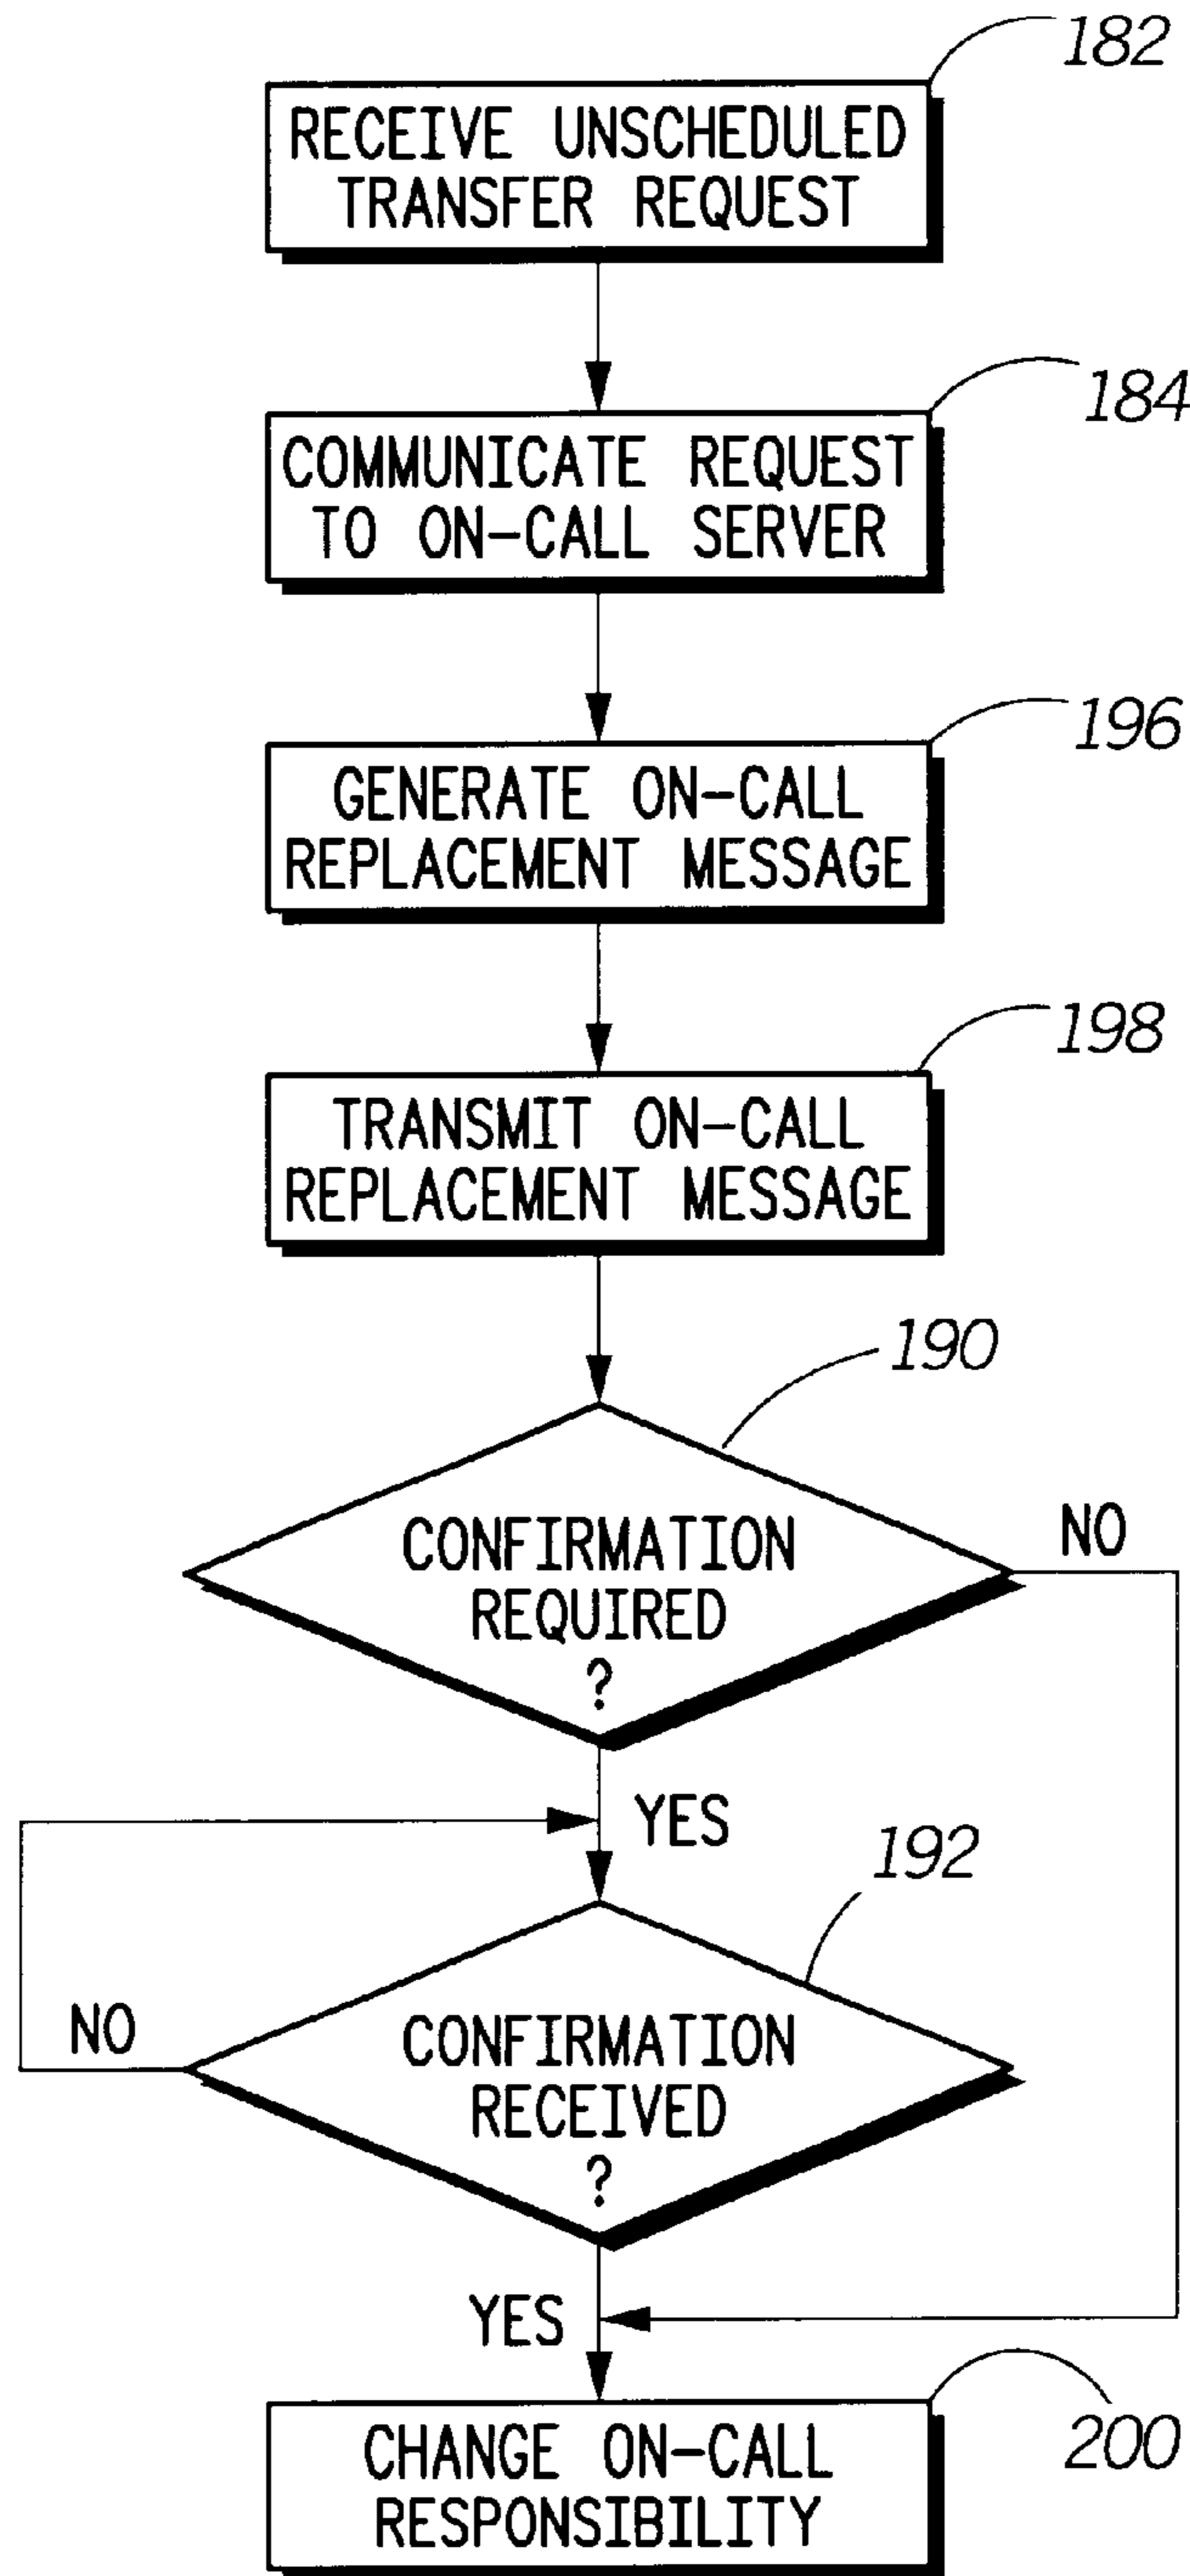 182
RECEIVE UNSCHEDULED
TRANSFER REQUEST
184
COMMUNICATE REQUEST
TO ON-CALL SERVER
196
GENERATE ON-CALL
REPLACEMENT MESSAGE
198
TRANSMIT ON-CALL
REPLACEMENT MESSAGE
190
CONFIRMATION
REQUIRED
?
NO
YES
192
CONFIRMATION
RECEIVED
?
NO
YES
200
CHANGE ON-CALL
RESPONSIBILITY